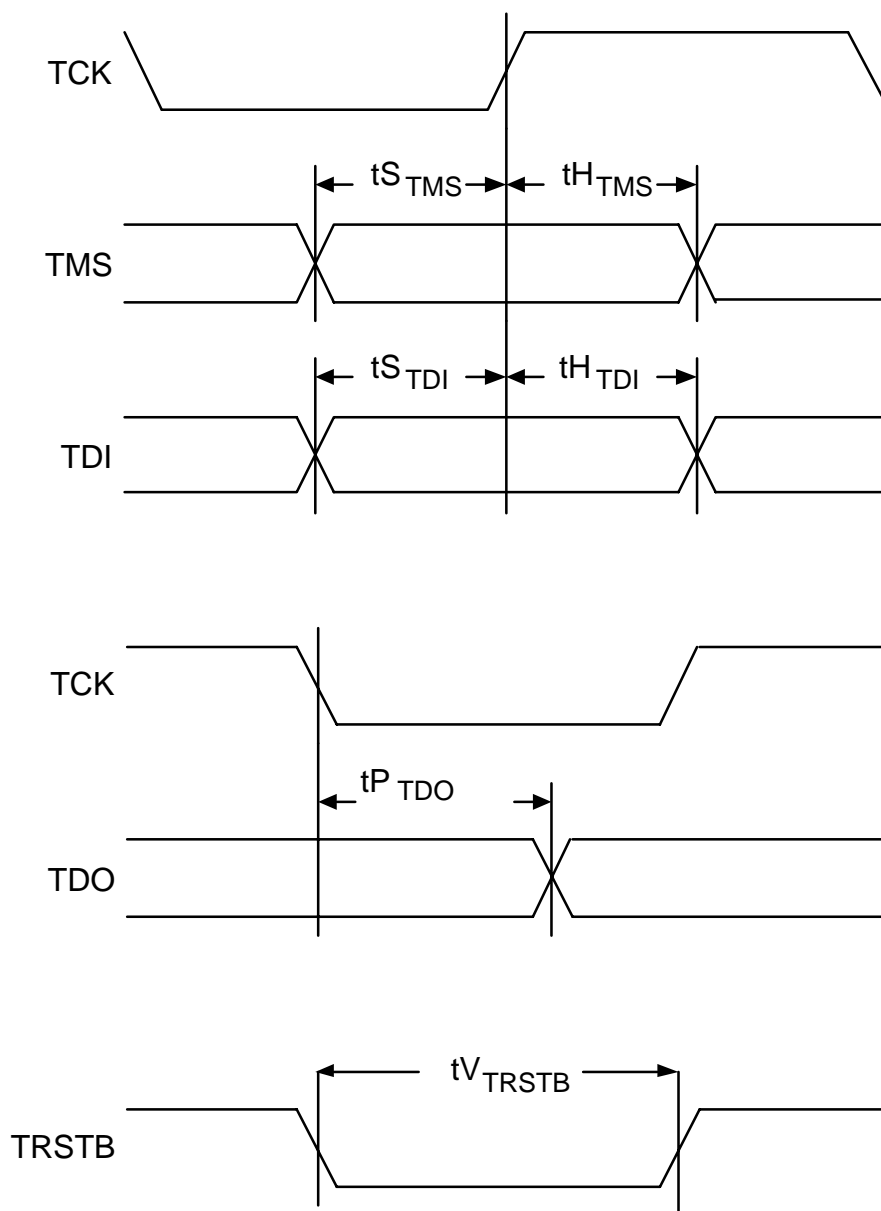 TCK
tS TMS tH TMS
TMS
tS TDI tH TDI
TDI
TCK
tP TDO
TDO
tV TRSTB
TRSTB